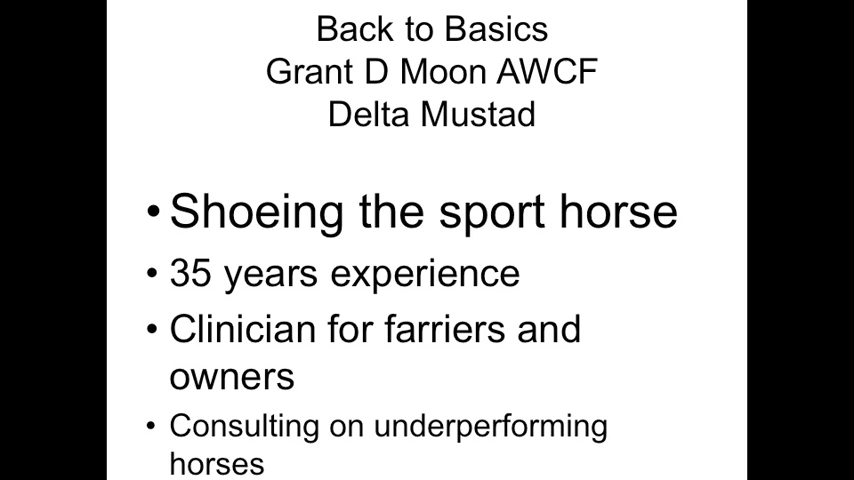 Back to Basics
Grant D Moon AWCF
Delta Mustad
• Shoeing the sport horse
• 35 years experience
• Clinician for farriers and
owners
• Consulting on underperforming
horses